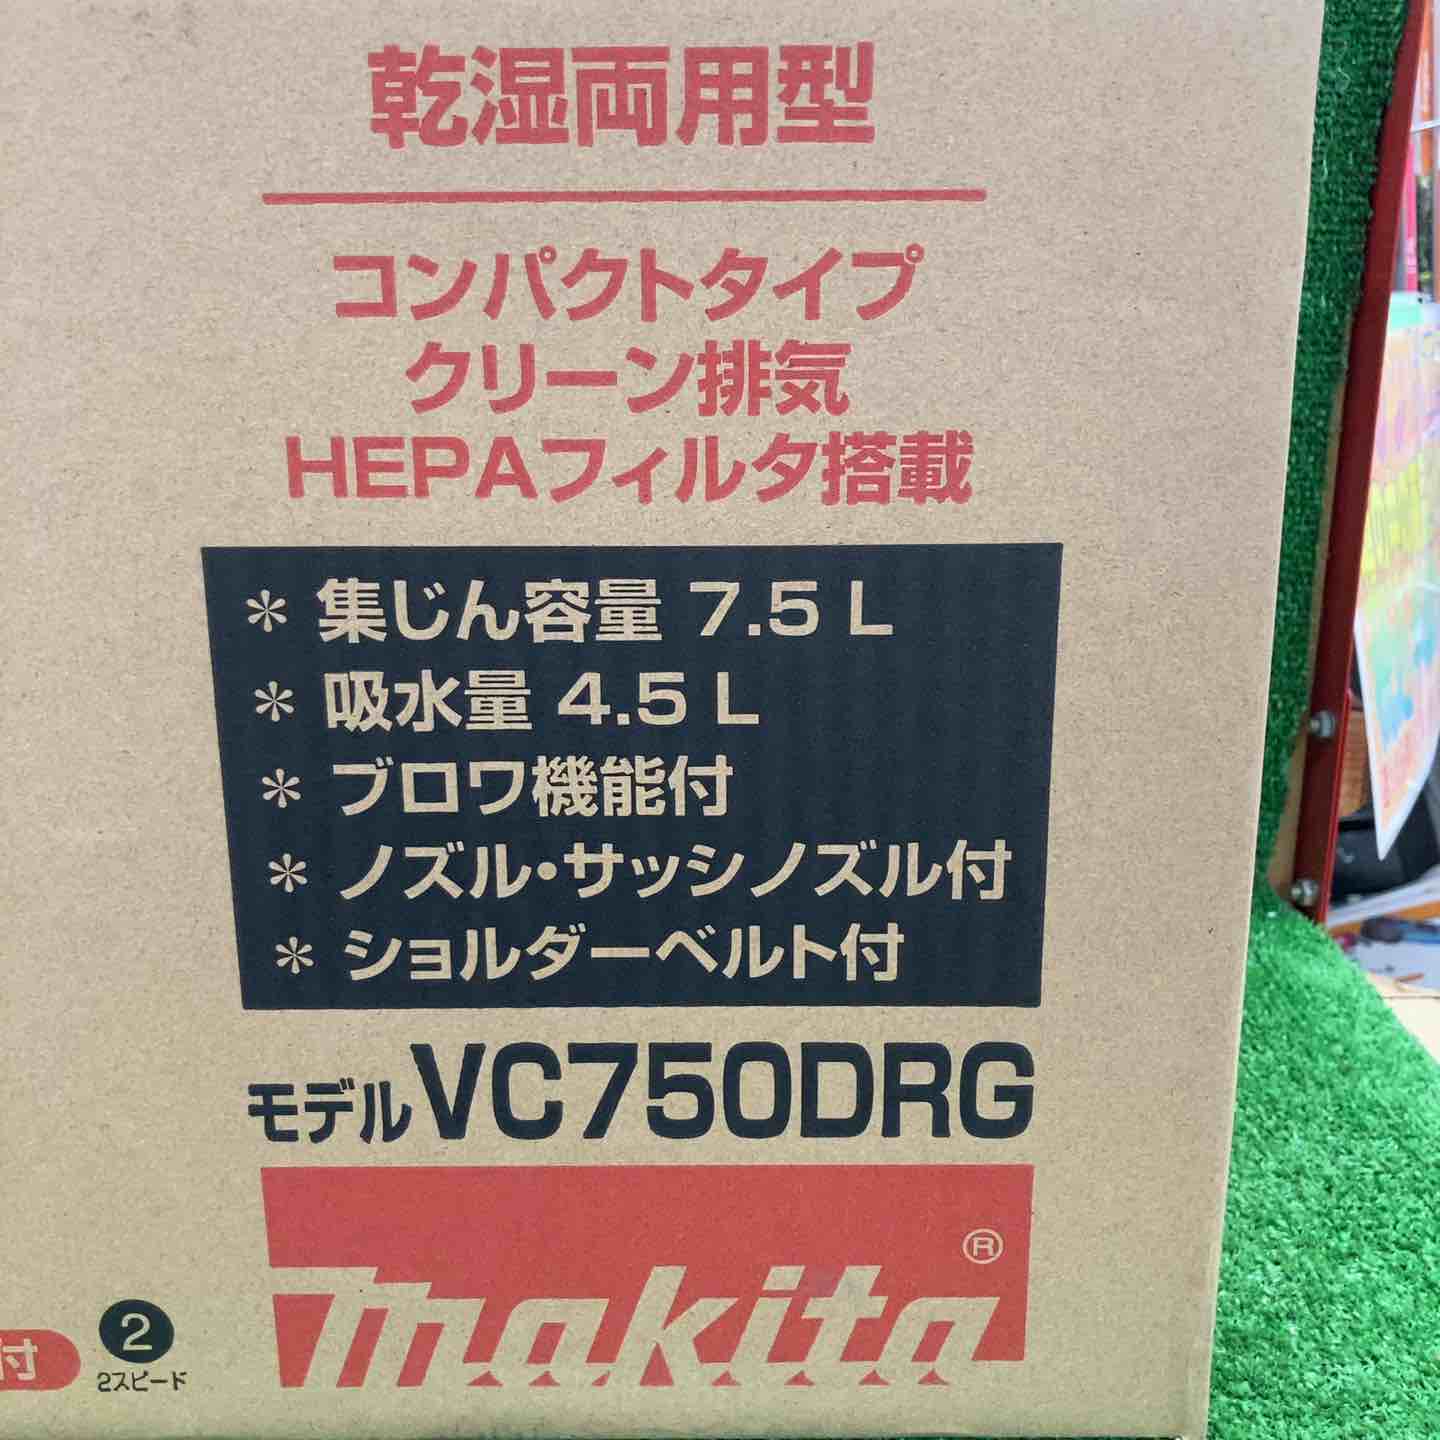 乾湿両用型
コンパクトタイプ
クリーン排気
HEPAフィルタ搭載
* 集じん容量 7.5 L
* 吸水量 4.5 L
* ブロワ機能付
* ノズル・サッシノズル付
* ショルダーベルト付
モデルVC750DRG
makita®
付
2
2スピード